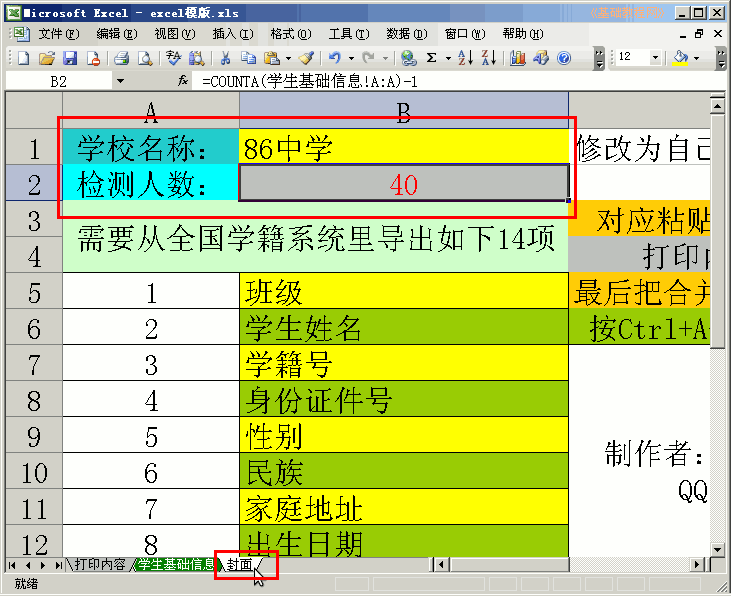 Microsoft Excel - excel模版.xls
文件(F) 编辑(E) 视图(V) 插入(I) 格式(O) 工具(T) 数据(D) 窗口(W) 帮助(H)
12
B2 fx =COUNTA(学生基础信息!A:A)-1
A B
1 学校名称: 86中学 修改为自己
2 检测人数: 40
3 需要从全国学籍系统里导出如下14项 对应粘贴
4 打印内
5 1 班级 最后把合并
6 2 学生姓名 按Ctrl+A
7 3 学籍号
8 4 身份证件号
9 5 性别 制作者:
10 6 民族 QQ
11 7 家庭地址
12 8 出生日期
打印内容 学生基础信息 封面
就绪